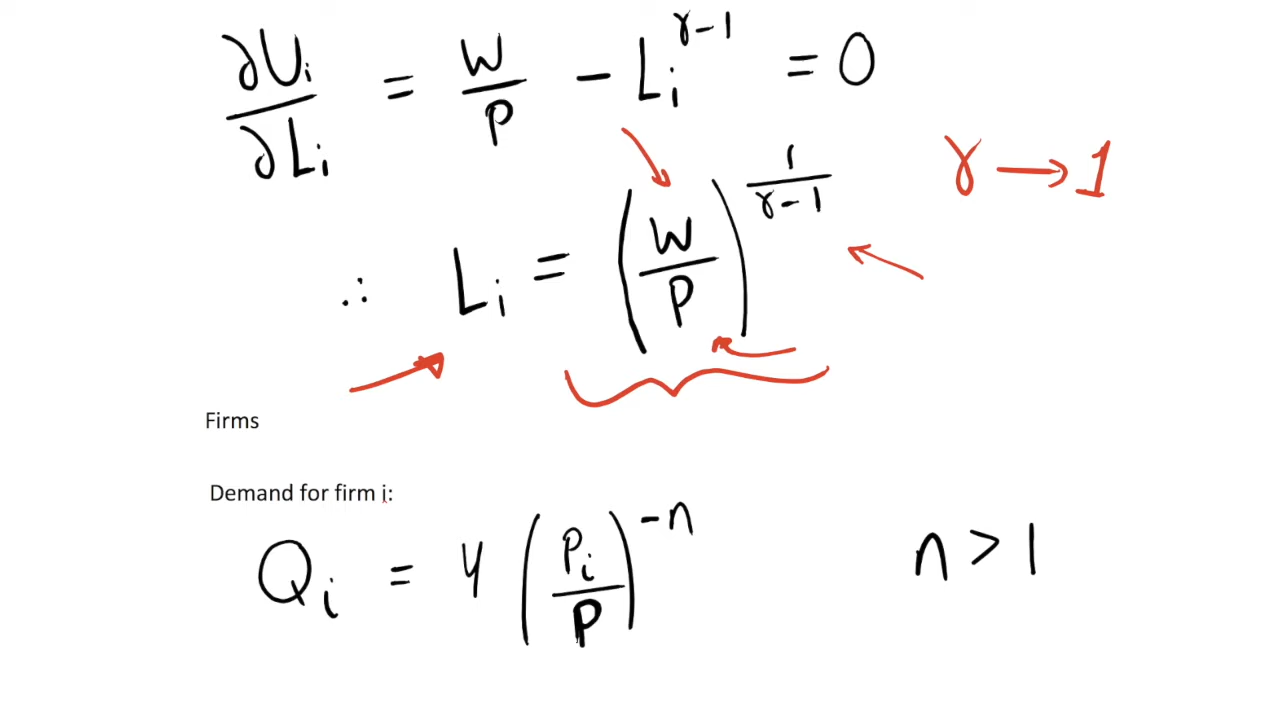 ∂Uᵢ/∂Lᵢ = W/P − Lᵢ^(γ−1) = 0
γ → 1
∴ Lᵢ = (W/P)^(1/(γ−1))
Firms
Demand for firm i:
Qᵢ = Y (Pᵢ/P)^(−n) n > 1